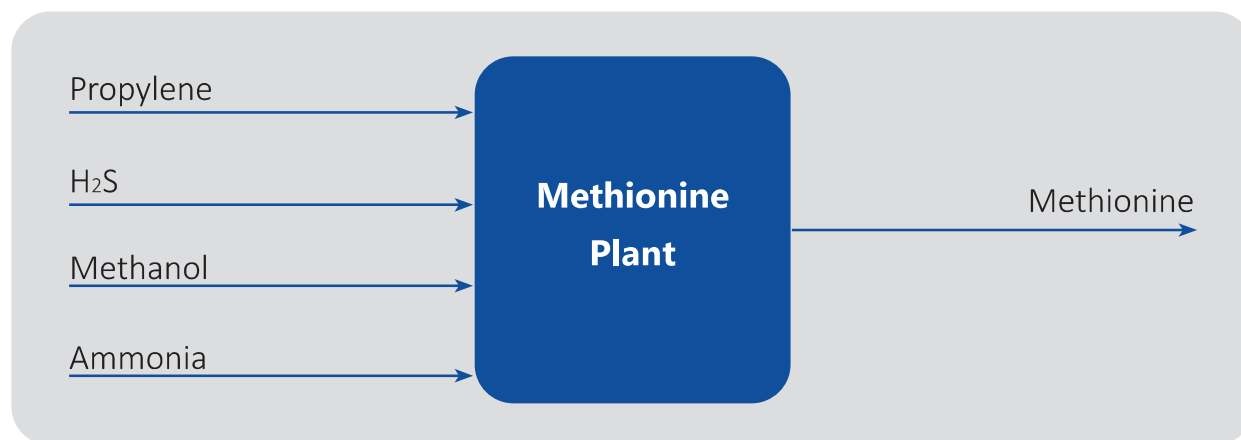 Propylene
H₂S
Methanol
Ammonia
Methionine
Plant
Methionine